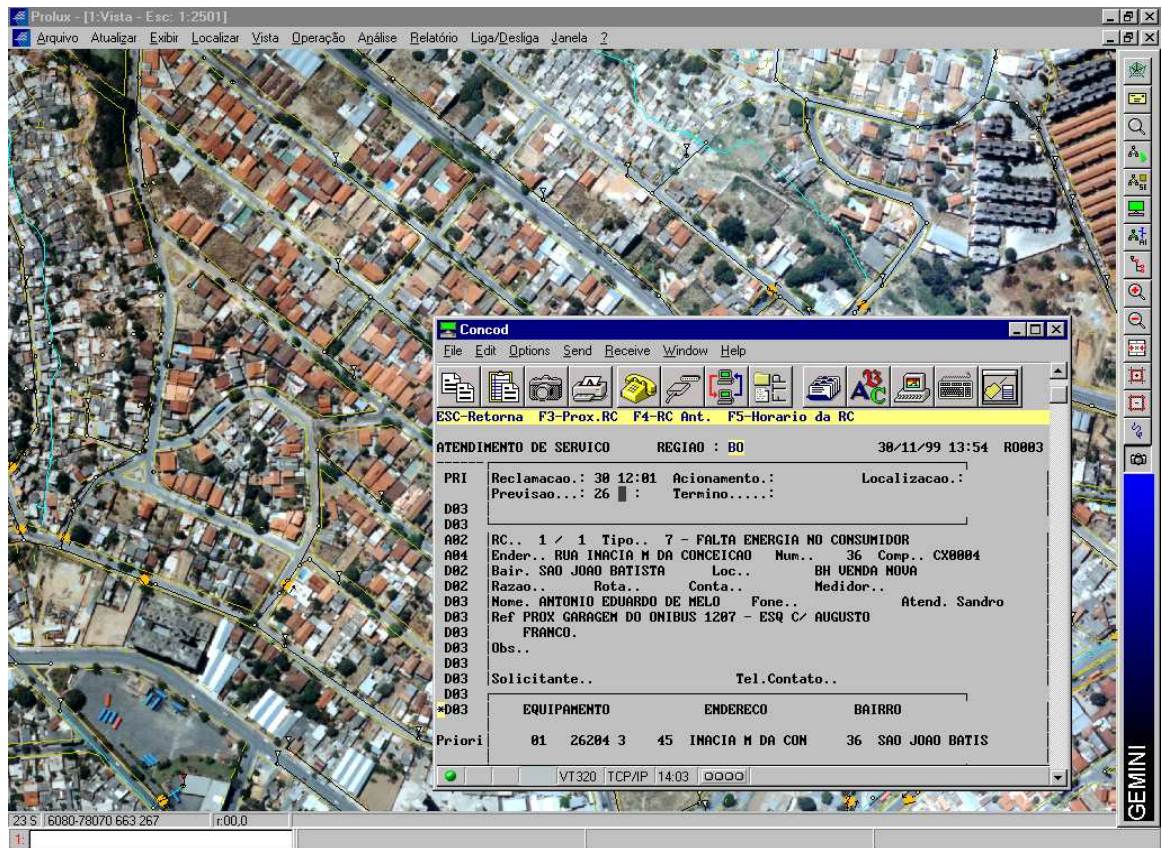 Prolux - [1:Vista - Esc: 1:2501]
Arquivo Atualizar Exibir Localizar Vista Operação Análise Relatório Liga/Desliga Janela ?
SE
AI
Concod
File Edit Options Send Receive Window Help
ESC-Retorna F3-Prox.RC F4-RC Ant. F5-Horario da RC
ATENDIMENTO DE SERVICO REGIAO : BO 30/11/99 13:54 RO003
PRI Reclamacao.: 30 12:01 Acionamento.: Localizacao.:
Previsao...: 26 : Termino.....:
D03
D03
A02 RC.. 1 / 1 Tipo.. 7 - FALTA ENERGIA NO CONSUMIDOR
A04 Ender.. RUA INACIA M DA CONCEICAO Num.. 36 Comp.. CX0004
D02 Bair. SAO JOAO BATISTA Loc.. BH VENDA NOVA
D02 Razao.. Rota.. Conta.. Medidor..
D03 Nome. ANTONIO EDUARDO DE MELO Fone.. Atend. Sandro
D03 Ref PROX GARAGEM DO ONIBUS 1207 - ESQ C/ AUGUSTO
D03 FRANCO.
D03 Obs..
D03
D03 Solicitante.. Tel.Contato..
D03
*D03 EQUIPAMENTO ENDERECO BAIRRO
Priori 01 26204 3 45 INACIA M DA CON 36 SAO JOAO BATIS
VT320 TCP/IP 14:03
GEMINI
23 S 6080-78070 663 267 r:00,0
1: